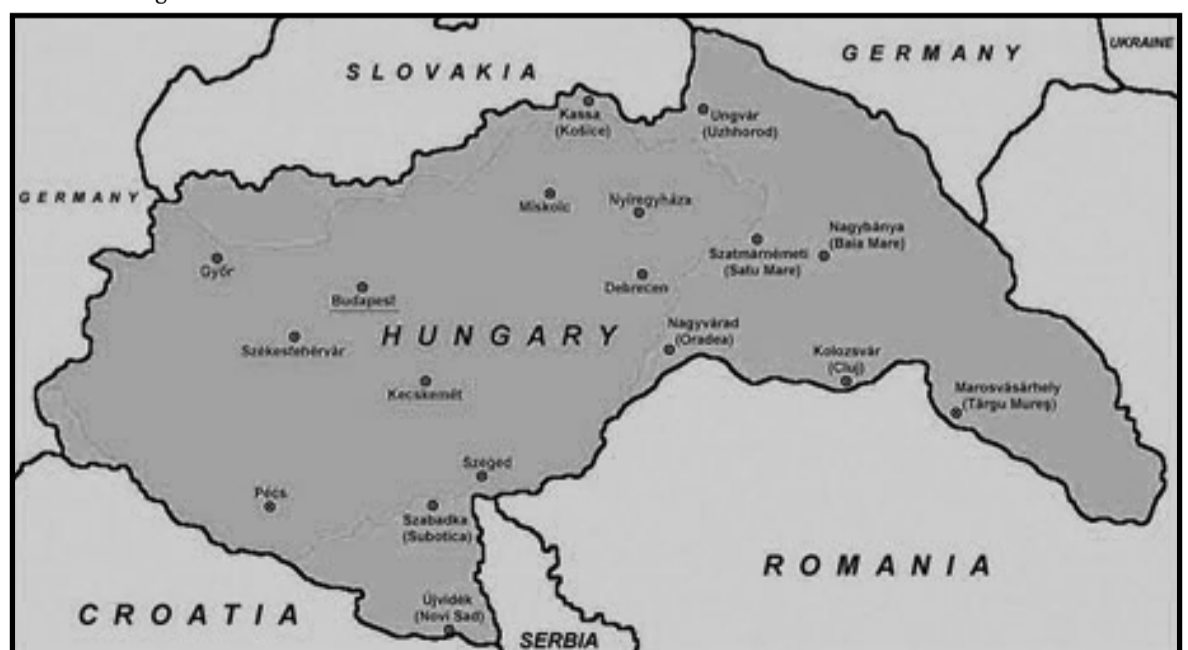 SLOVAKIA
GERMANY
UKRAINE
Kassa
(Košice)
Ungvár
(Uzhhorod)
GERMANY
Miskolc
Nyíregyháza
Nagybánya
(Baia Mare)
Szatmárnémeti
(Satu Mare)
Győr
Debrecen
Budapest
HUNGARY
Nagyvárad
(Oradea)
Székesfehérvár
Kolozsvár
(Cluj)
Kecskemét
Marosvásárhely
(Târgu Mureş)
Szeged
Pécs
Szabadka
(Subotica)
ROMANIA
Újvidék
(Novi Sad)
CROATIA
SERBIA